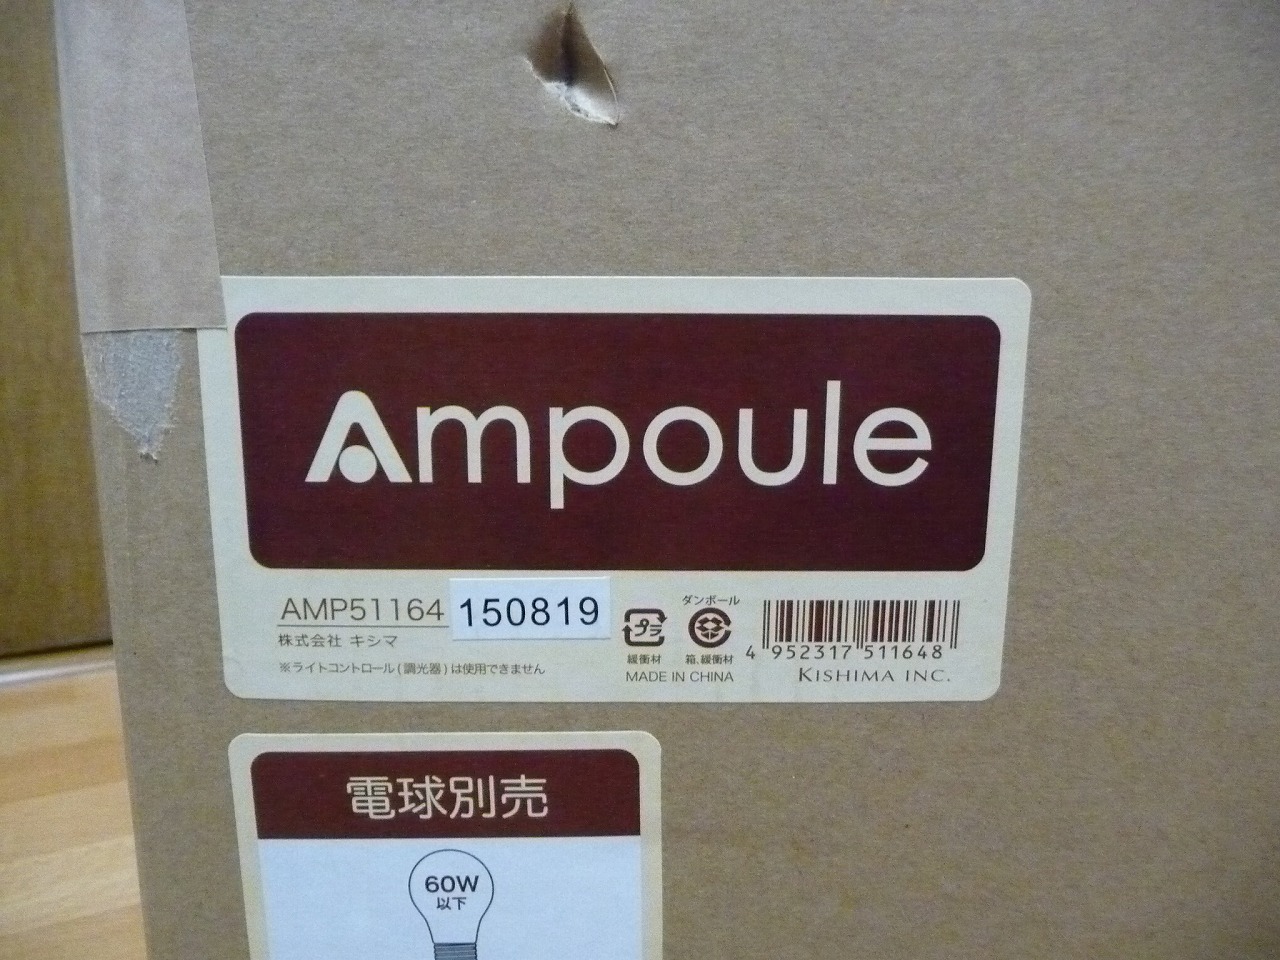 Ampoule
AMP51164 150819
株式会社 キシマ
※ライトコントロール(調光器)は使用できません
プラ
緩衝材
ダンボール
箱、緩衝材
MADE IN CHINA
4 952317 511648
KISHIMA INC.
電球別売
60W
以下